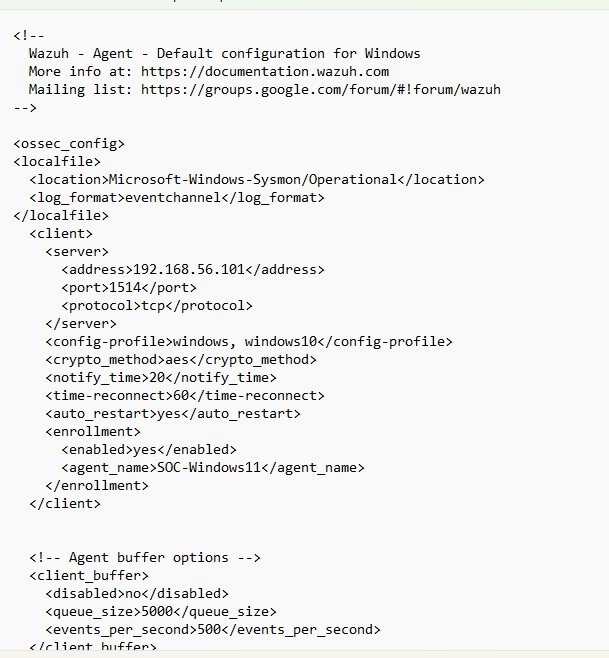 <!--
  Wazuh - Agent - Default configuration for Windows
  More info at: https://documentation.wazuh.com
  Mailing list: https://groups.google.com/forum/#!forum/wazuh
-->

<ossec_config>
<localfile>
  <location>Microsoft-Windows-Sysmon/Operational</location>
  <log_format>eventchannel</log_format>
</localfile>
  <client>
    <server>
      <address>192.168.56.101</address>
      <port>1514</port>
      <protocol>tcp</protocol>
    </server>
    <config-profile>windows, windows10</config-profile>
    <crypto_method>aes</crypto_method>
    <notify_time>20</notify_time>
    <time-reconnect>60</time-reconnect>
    <auto_restart>yes</auto_restart>
    <enrollment>
      <enabled>yes</enabled>
      <agent_name>SOC-Windows11</agent_name>
    </enrollment>
  </client>


  <!-- Agent buffer options -->
  <client_buffer>
    <disabled>no</disabled>
    <queue_size>5000</queue_size>
    <events_per_second>500</events_per_second>
  </client_buffer>